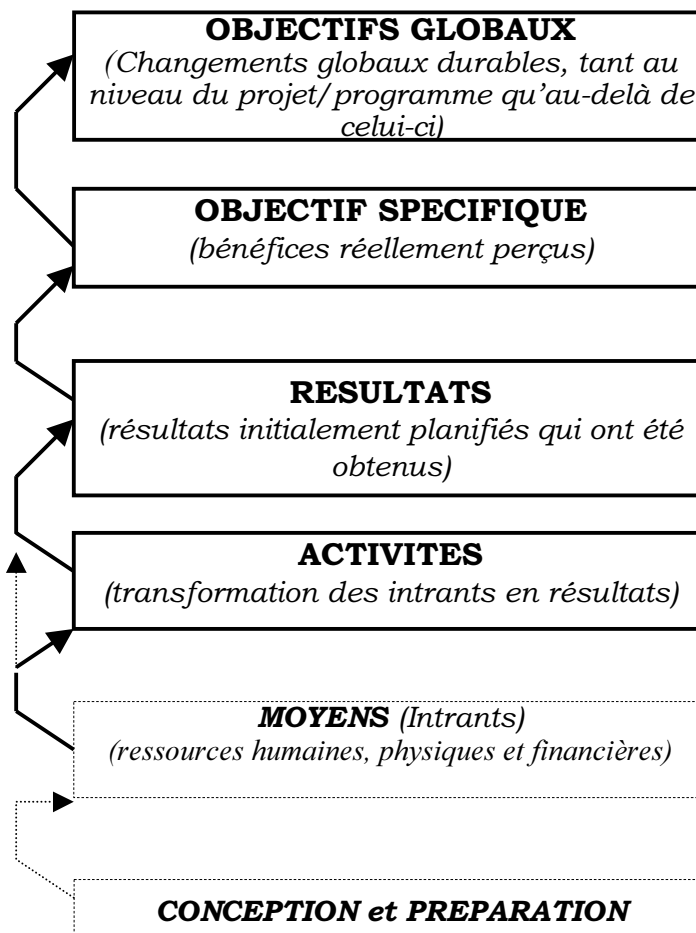 OBJECTIFS GLOBAUX
(Changements globaux durables, tant au
niveau du projet/programme qu'au-delà de
celui-ci)
OBJECTIF SPECIFIQUE
(bénéfices réellement perçus)
RESULTATS
(résultats initialement planifiés qui ont été
obtenus)
ACTIVITES
(transformation des intrants en résultats)
MOYENS (Intrants)
(ressources humaines, physiques et financières)
CONCEPTION et PREPARATION